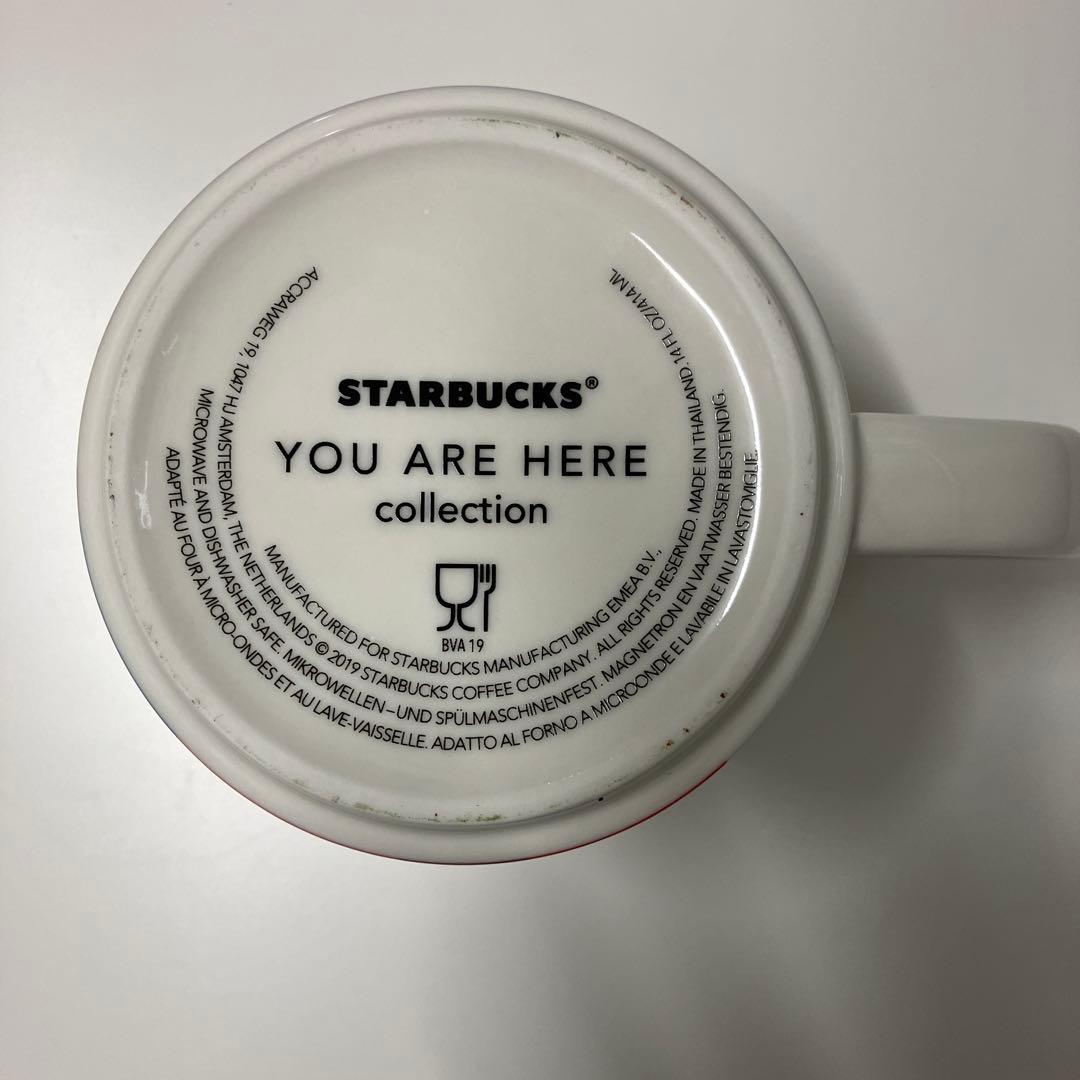 STARBUCKS®
YOU ARE HERE
collection
BVA 19
MANUFACTURED FOR STARBUCKS MANUFACTURING EMEA B.V.,
ACCRAWEG 19, 1047 HJ AMSTERDAM, THE NETHERLANDS © 2019 STARBUCKS COFFEE COMPANY. ALL RIGHTS RESERVED. MADE IN THAILAND. 14 FL OZ/414 ML
MICROWAVE AND DISHWASHER SAFE. MIKROWELLEN–UND SPÜLMASCHINENFEST. MAGNETRON EN VAATWASSER BESTENDIG.
ADAPTÉ AU FOUR À MICRO-ONDES ET AU LAVE-VAISSELLE. ADATTO AL FORNO A MICROONDE E LAVABILE IN LAVASTOVIGLIE.